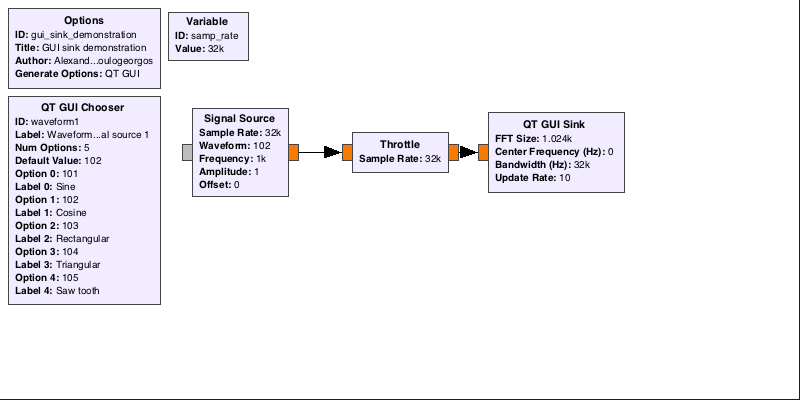 Options
ID: gui_sink_demonstration
Title: GUI sink demonstration
Author: Alexand...oulogeorgos
Generate Options: QT GUI
Variable
ID: samp_rate
Value: 32k
QT GUI Chooser
ID: waveform1
Label: Waveform...al source 1
Num Options: 5
Default Value: 102
Option 0: 101
Label 0: Sine
Option 1: 102
Label 1: Cosine
Option 2: 103
Label 2: Rectangular
Option 3: 104
Label 3: Triangular
Option 4: 105
Label 4: Saw tooth
Signal Source
Sample Rate: 32k
Waveform: 102
Frequency: 1k
Amplitude: 1
Offset: 0
Throttle
Sample Rate: 32k
QT GUI Sink
FFT Size: 1.024k
Center Frequency (Hz): 0
Bandwidth (Hz): 32k
Update Rate: 10